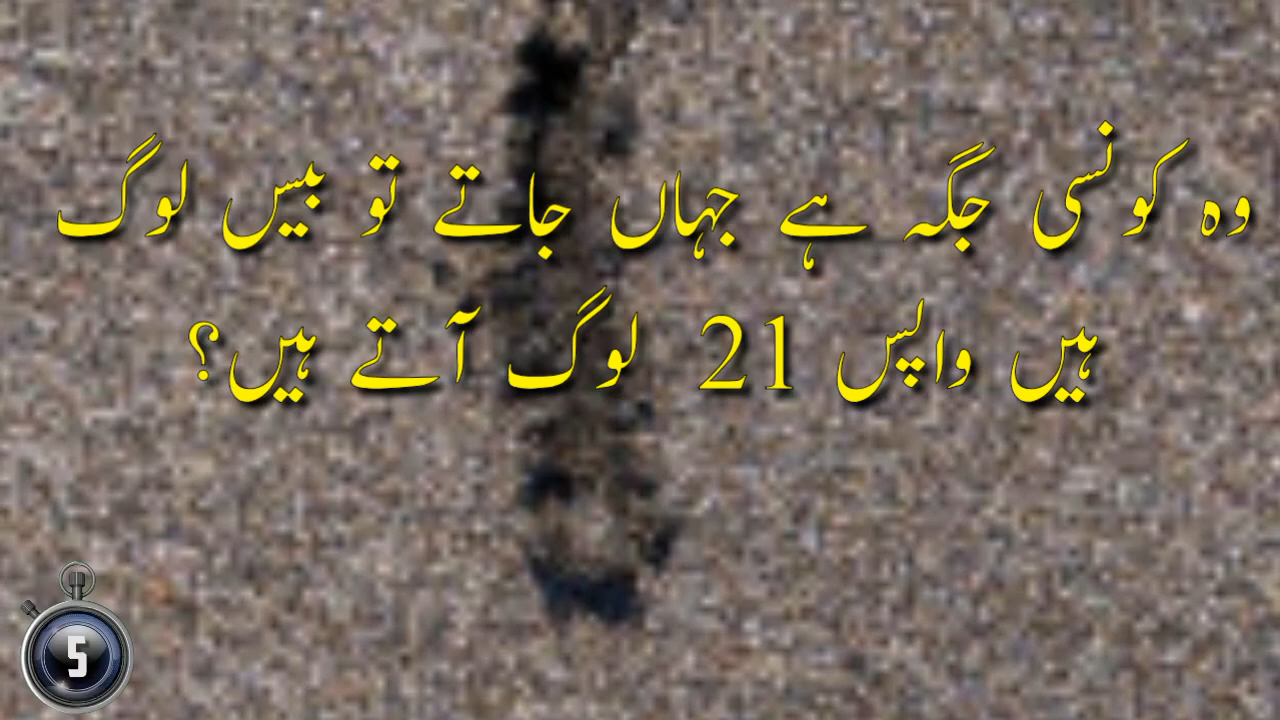 وہ کونسی جگہ ہے جہاں جاتے تو بیس لوگ
ہیں واپس 21 لوگ آتے ہیں؟
5